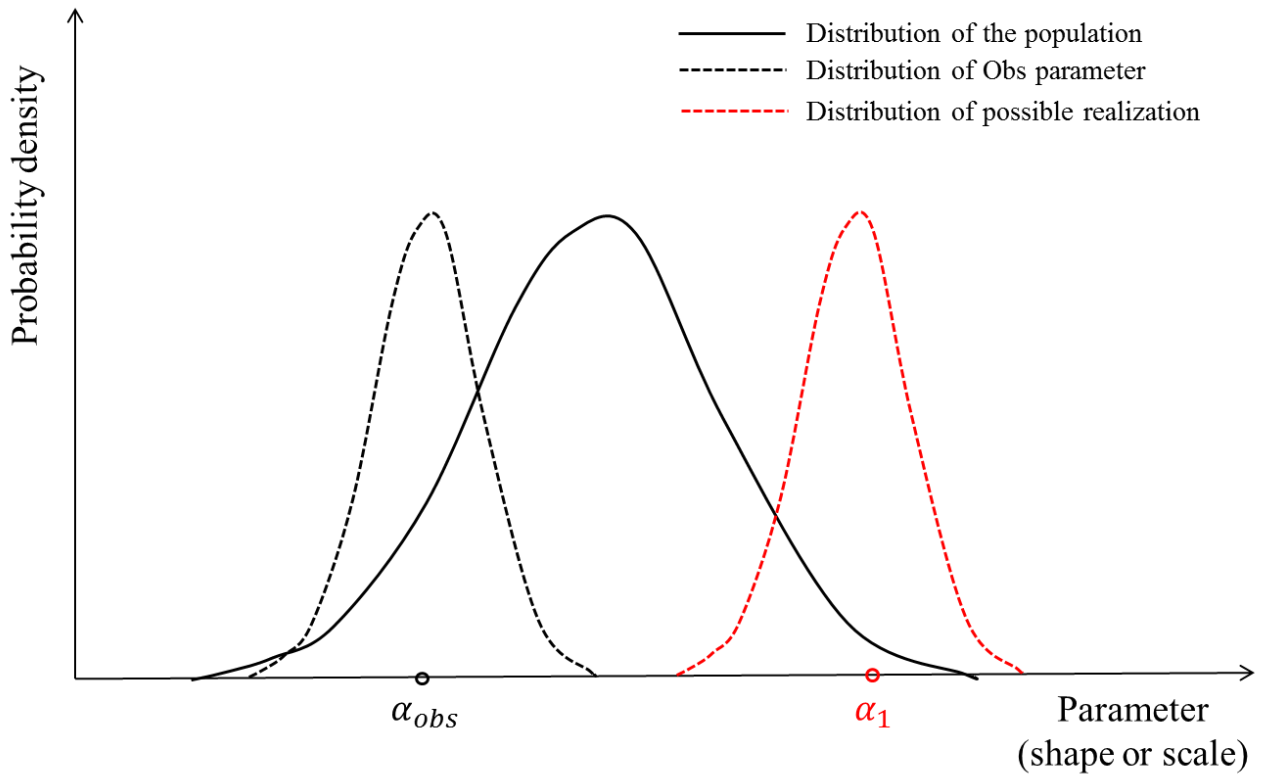 Distribution of the population
Distribution of Obs parameter
Distribution of possible realization
Probability density
α_obs
α_1
Parameter
(shape or scale)